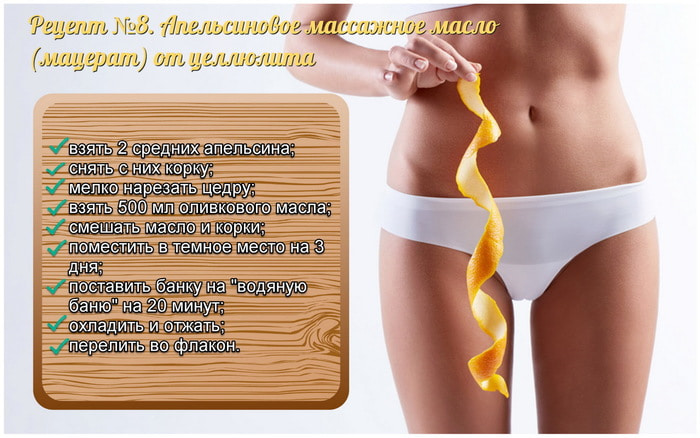 Рецепт №8. Апельсиновое массажное масло
(мацерат) от целлюлита
взять 2 средних апельсина;
снять с них корку;
мелко нарезать цедру;
взять 500 мл оливкового масла;
смешать масло и корки;
поместить в темное место на 3
дня;
поставить банку на "водяную
баню" на 20 минут;
охладить и отжать;
перелить во флакон.